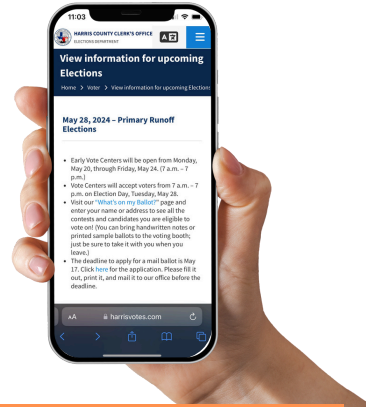 11:03
HARRIS COUNTY CLERK'S OFFICE
ELECTIONS DEPARTMENT
View information for upcoming
Elections
Home > Voter > View information for upcoming Elections
May 28, 2024 – Primary Runoff
Elections
• Early Vote Centers will be open from Monday,
May 20, through Friday, May 24. (7 a.m. – 7
p.m.)
• Vote Centers will accept voters from 7 a.m. – 7
p.m. on Election Day, Tuesday, May 28.
• Visit our "What's on my Ballot?" page and
enter your name or address to see all the
contests and candidates you are eligible to
vote on! (You can bring handwritten notes or
printed sample ballots to the voting booth;
just be sure to take it with you when you
leave.)
• The deadline to apply for a mail ballot is May
17. Click here for the application. Please fill it
out, print it, and mail it to our office before the
deadline.
AA harrisvotes.com